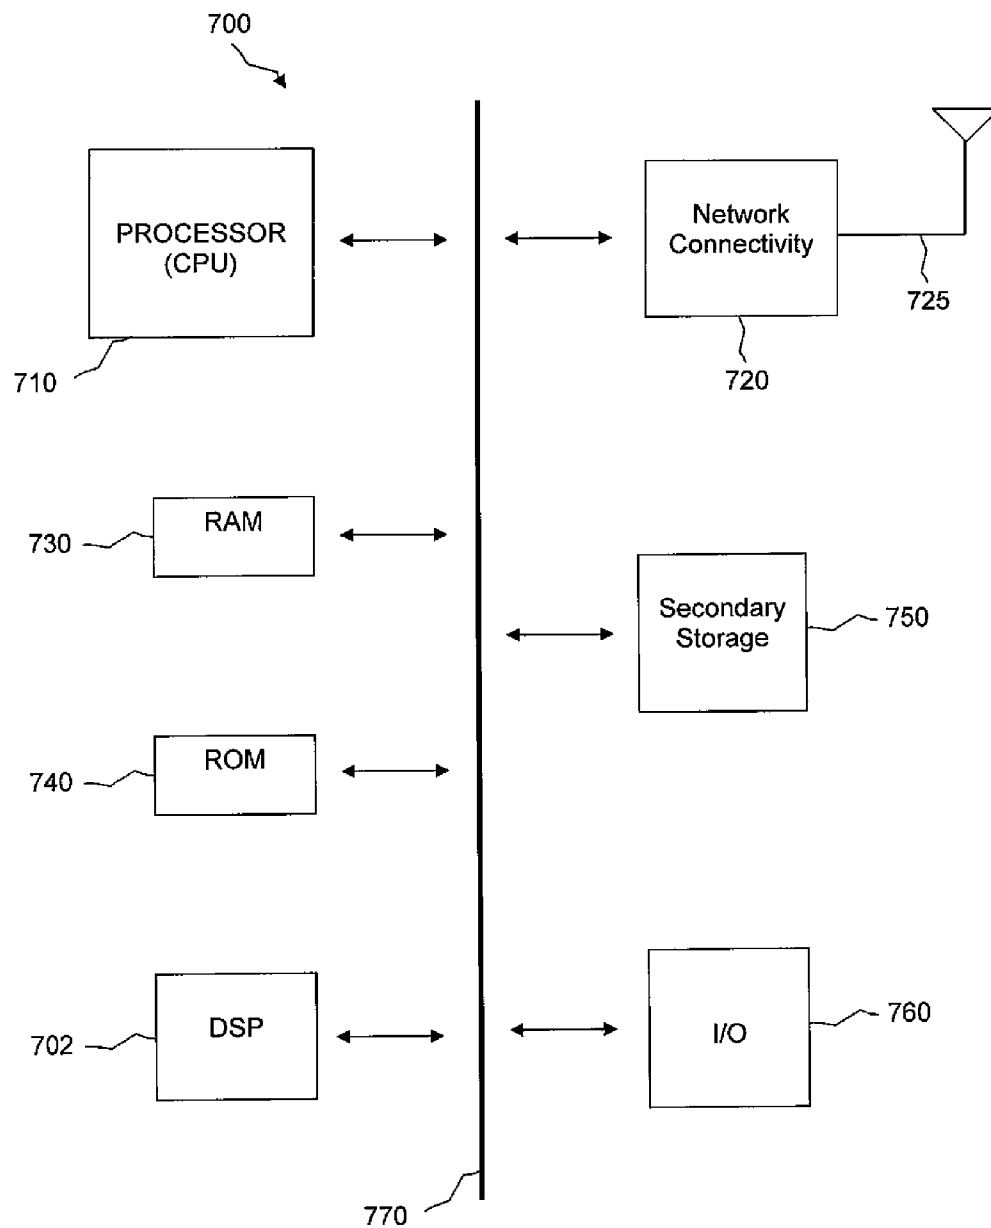 700
PROCESSOR
(CPU)
710
Network
Connectivity
725
720
RAM
730
Secondary
Storage
750
ROM
740
DSP
702
I/O
760
770